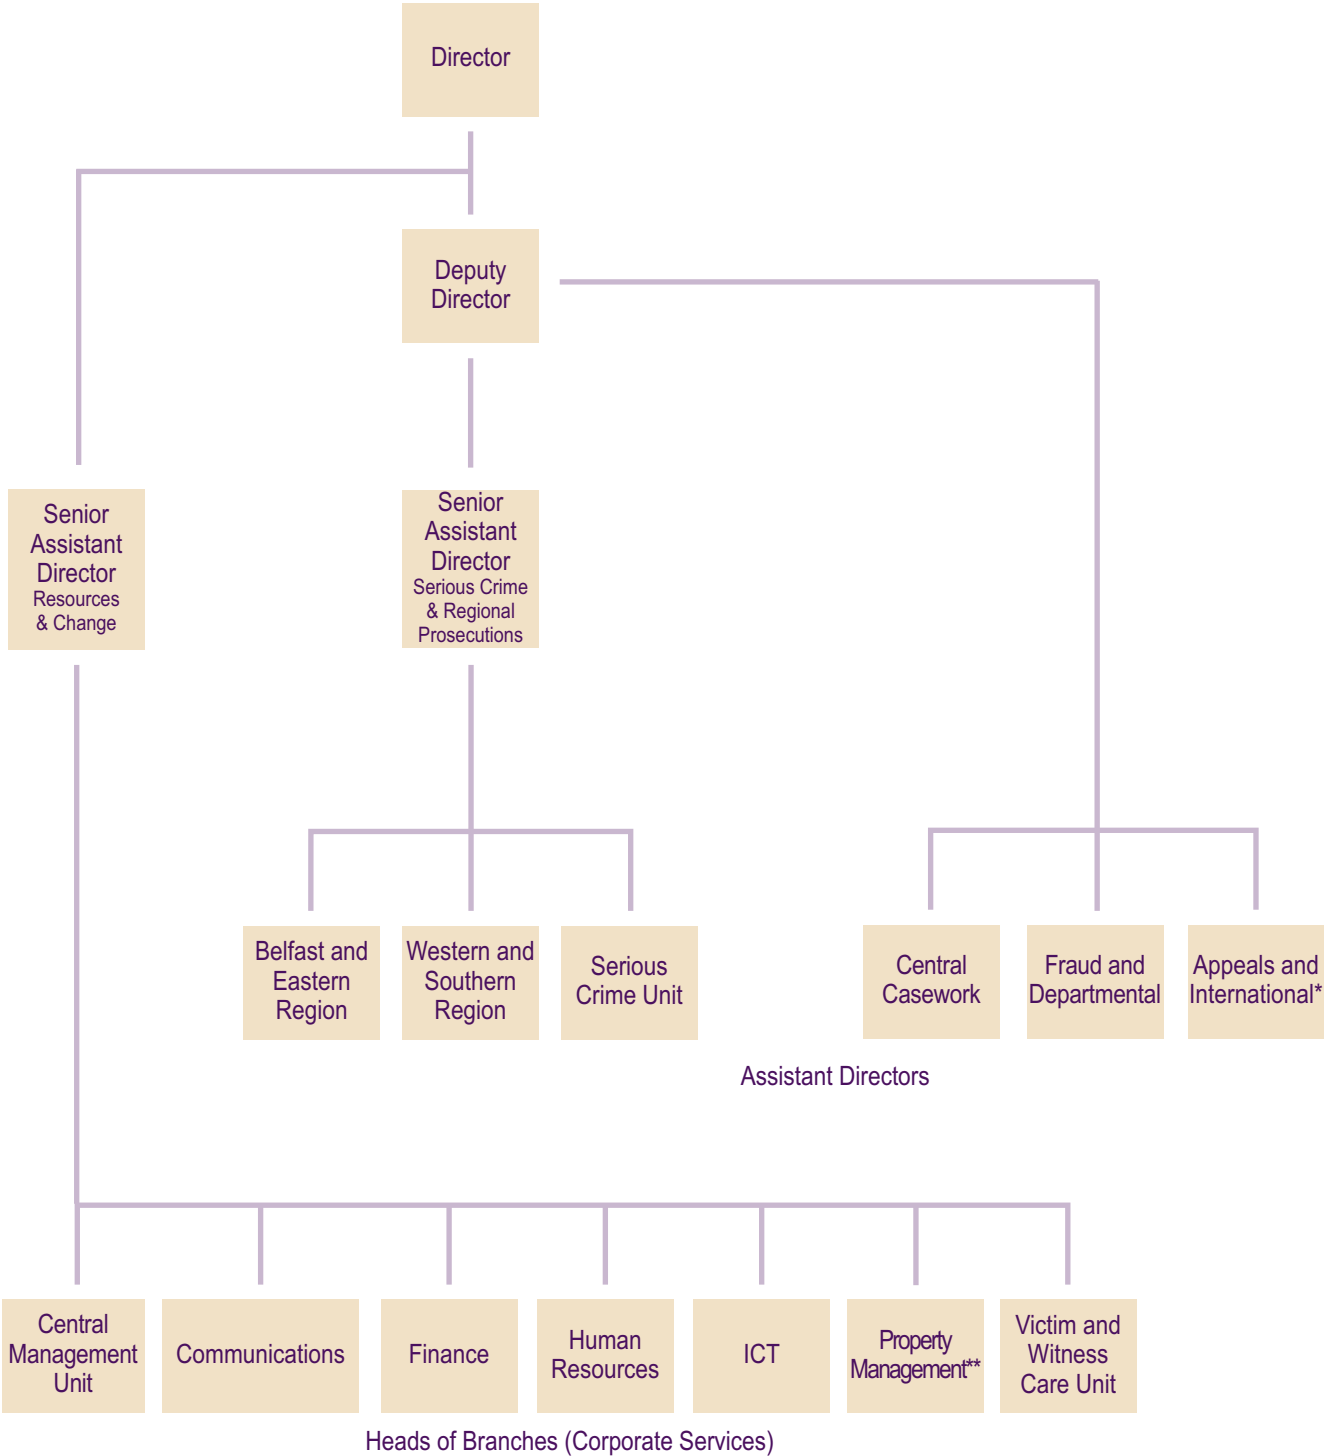 Director
Deputy
Director
Senior
Assistant
Director
Resources
& Change
Senior
Assistant
Director
Serious Crime
& Regional
Prosecutions
Belfast and
Eastern
Region
Western and
Southern
Region
Serious
Crime Unit
Central
Casework
Fraud and
Departmental
Appeals and
International*
Assistant Directors
Central
Management
Unit
Communications
Finance
Human
Resources
ICT
Property
Management**
Victim and
Witness
Care Unit
Heads of Branches (Corporate Services)